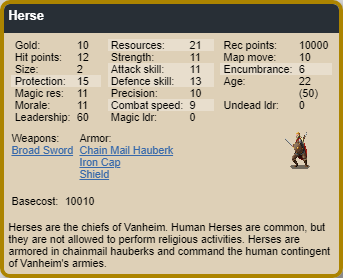 Herse
Gold: 10 Resources: 21 Rec points: 10000
Hit points: 12 Strength: 11 Map move: 10
Size: 2 Attack skill: 11 Encumbrance: 6
Protection: 15 Defence skill: 13 Age: 22
Magic res: 11 Precision: 10 (50)
Morale: 11 Combat speed: 9 Undead ldr: 0
Leadership: 60 Magic ldr: 0
Weapons: Armor:
Broad Sword Chain Mail Hauberk
Iron Cap
Shield
Basecost: 10010
Herses are the chiefs of Vanheim. Human Herses are common, but
they are not allowed to perform religious activities. Herses are
armored in chainmail hauberks and command the human contingent
of Vanheim's armies.